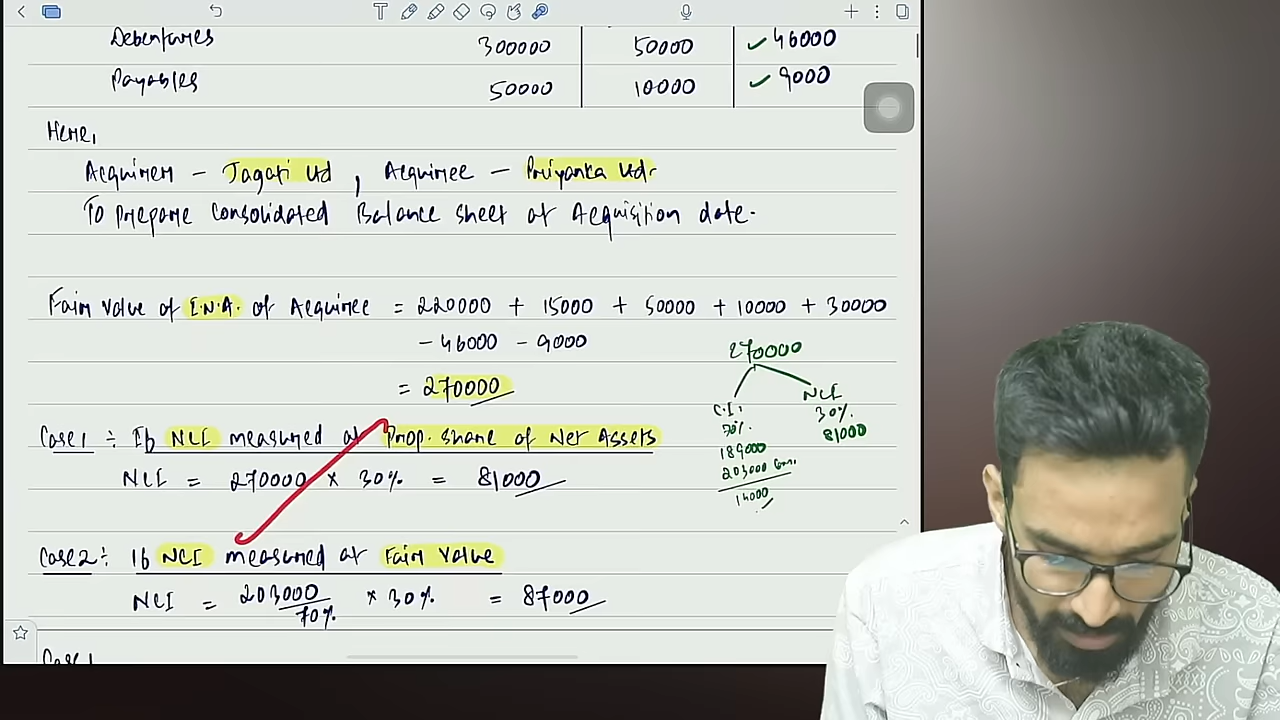 Debentures 300000 50000 ✓ 46000
Payables 50000 10000 ✓ 9000
Here,
Acquirer - Jagati Ltd, Acquiree - Priyanka Ltd.
To Prepare Consolidated Balance Sheet at Acquisition date.
Fair Value of I.N.A. of Acquiree = 220000 + 15000 + 50000 + 10000 + 30000
- 46000 - 9000
= 270000
270000
C.I. NCI
70% 30%
189000 81000
203000
14000
Case 1 ÷ If NCI measured at Prop. Share of Net Assets
NCI = 270000 × 30% = 81000
Case 2 ÷ If NCI measured at Fair Value
NCI = 203000 / 70% × 30% = 87000
Case 1